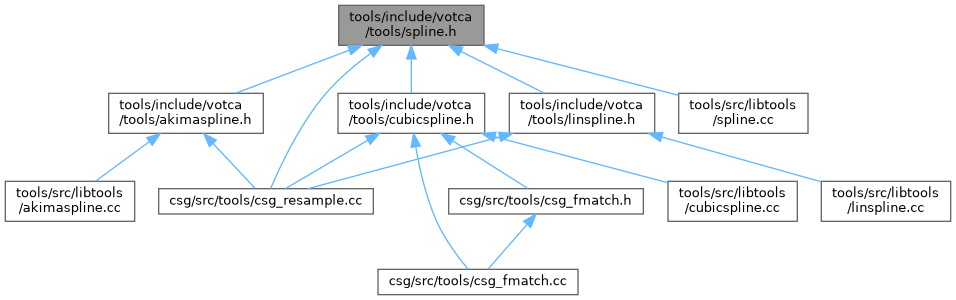 tools/include/votca
/tools/spline.h
tools/include/votca
/tools/akimaspline.h
tools/include/votca
/tools/cubicspline.h
tools/include/votca
/tools/linspline.h
tools/src/libtools
/spline.cc
tools/src/libtools
/akimaspline.cc
csg/src/tools/csg_resample.cc
csg/src/tools/csg_fmatch.h
tools/src/libtools
/cubicspline.cc
tools/src/libtools
/linspline.cc
csg/src/tools/csg_fmatch.cc